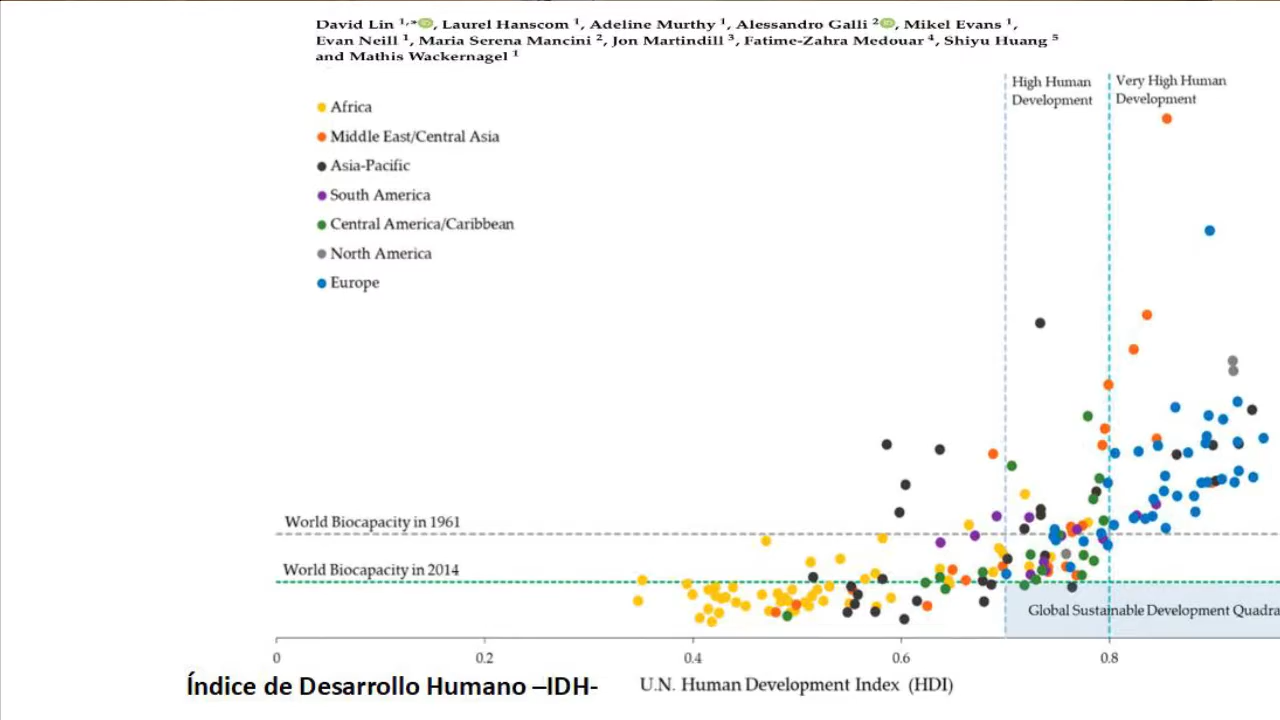 David Lin 1,*, Laurel Hanscom 1, Adeline Murthy 1, Alessandro Galli 2, Mikel Evans 1,
Evan Neill 1, Maria Serena Mancini 2, Jon Martindill 3, Fatime-Zahra Medouar 4, Shiyu Huang 5
and Mathis Wackernagel 1
High Human
Development
Very High Human
Development
Africa
Middle East/Central Asia
Asia-Pacific
South America
Central America/Caribbean
North America
Europe
World Biocapacity in 1961
World Biocapacity in 2014
Global Sustainable Development Quadra
0 0.2 0.4 0.6 0.8
Índice de Desarrollo Humano –IDH-
U.N. Human Development Index (HDI)